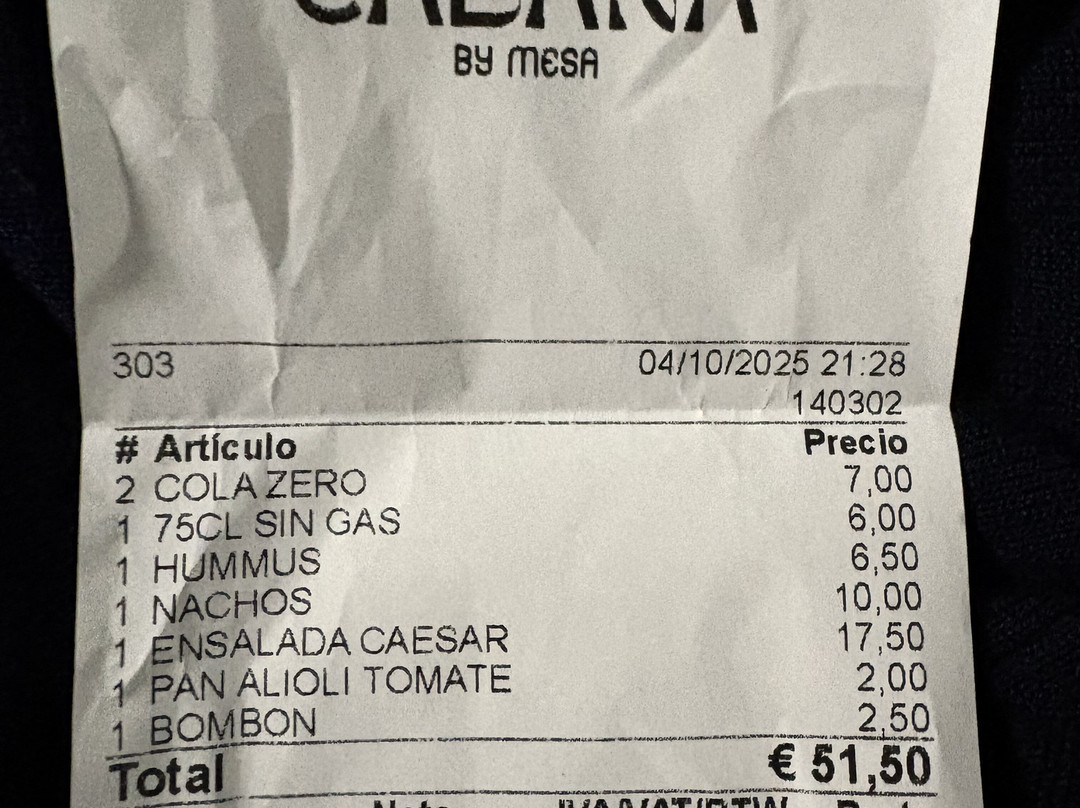 CABANA
BY MESA
303 04/10/2025 21:28
140302
# Artículo Precio
2 COLA ZERO 7,00
1 75CL SIN GAS 6,00
1 HUMMUS 6,50
1 NACHOS 10,00
1 ENSALADA CAESAR 17,50
1 PAN ALIOLI TOMATE 2,00
1 BOMBON 2,50
Total € 51,50